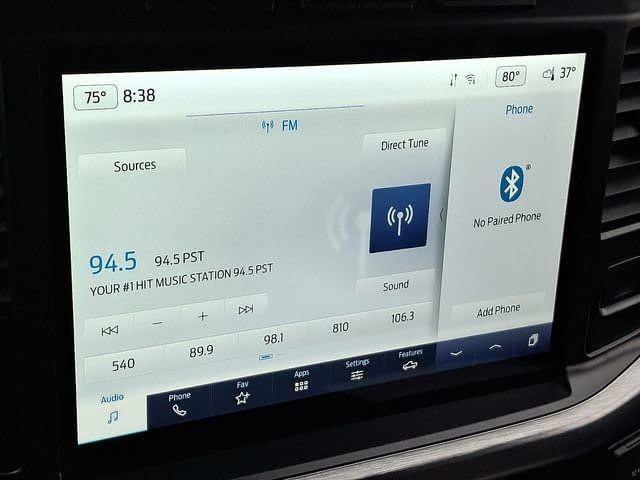 75° 8:38 80° 37°
FM
Phone
Sources
Direct Tune
No Paired Phone
94.5 94.5 PST
YOUR #1 HIT MUSIC STATION 94.5 PST
Sound
Add Phone
540 89.9 98.1 810 106.3
Audio Phone Fav Apps Settings Features